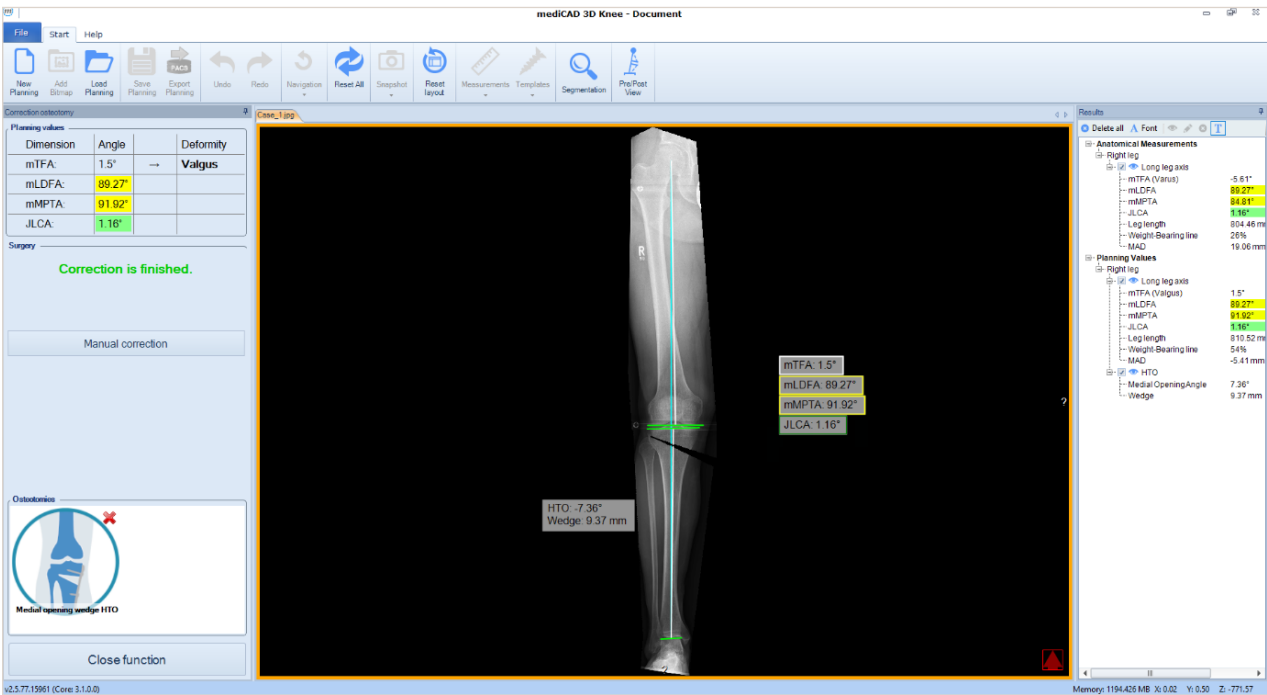 mediCAD 3D Knee - Document
File Start Help
New Planning
Add Bitmap
Load Planning
Save Planning
PACS
Export Planning
Undo
Redo
Navigation
Reset All
Snapshot
Reset layout
Measurements
Templates
Segmentation
Pre/Post View
Correction osteotomy
Planning values
Dimension Angle Deformity
mTFA: 1.5° → Valgus
mLDFA: 89.27°
mMPTA: 91.92°
JLCA: 1.16°
Surgery
Correction is finished.
Manual correction
Osteotomies
Medial opening wedge HTO
Close function
Case_1.jpg
R
mTFA: 1.5°
mLDFA: 89.27°
mMPTA: 91.92°
JLCA: 1.16°
HTO: -7.36°
Wedge: 9.37 mm
?
Results
Delete all A Font T
Anatomical Measurements
Right leg
Long leg axis
mTFA (Varus) -5.61°
mLDFA 89.27°
mMPTA 84.81°
JLCA 1.16°
Leg length 804.46 m
Weight-Bearing line 26%
MAD 19.06 mm
Planning Values
Right leg
Long leg axis
mTFA (Valgus) 1.5°
mLDFA 89.27°
mMPTA 91.92°
JLCA 1.16°
Leg length 810.52 m
Weight-Bearing line 54%
MAD -5.41 mm
HTO
Medial Opening Angle 7.36°
Wedge 9.37 mm
v2.5.77.15961 (Core: 3.1.0.0)
Memory: 1194.426 MB X: 0.02 Y: 0.50 Z: -771.57